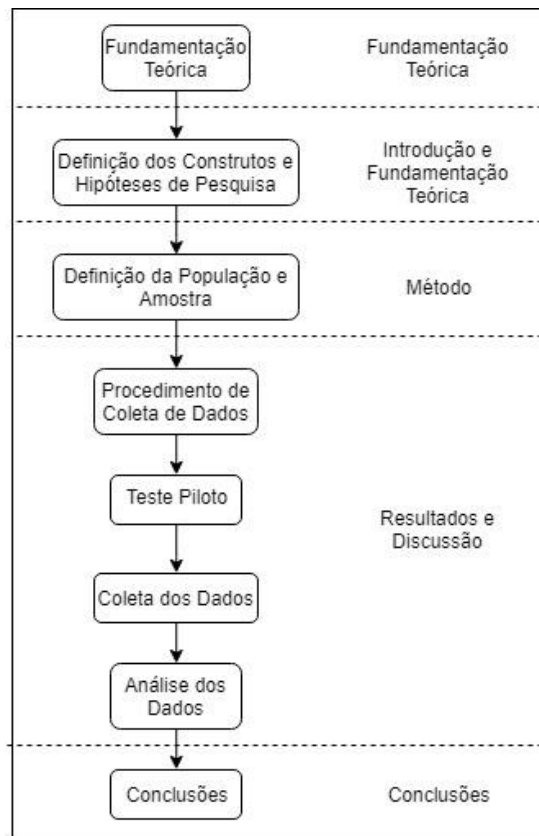 Fundamentação
Teórica
Fundamentação
Teórica
Definição dos Construtos e
Hipóteses de Pesquisa
Introdução e
Fundamentação
Teórica
Definição da População e
Amostra
Método
Procedimento de
Coleta de Dados
Teste Piloto
Coleta dos Dados
Análise dos
Dados
Resultados e
Discussão
Conclusões
Conclusões